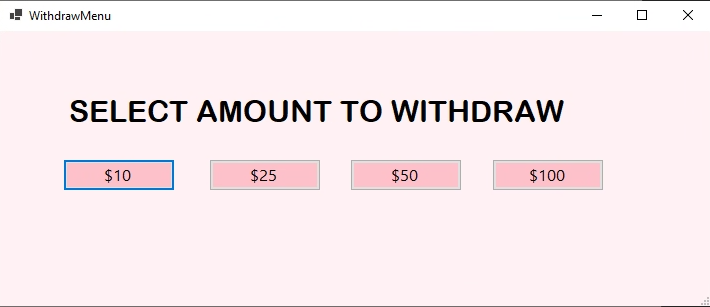 WithdrawMenu
SELECT AMOUNT TO WITHDRAW
$10 $25 $50 $100